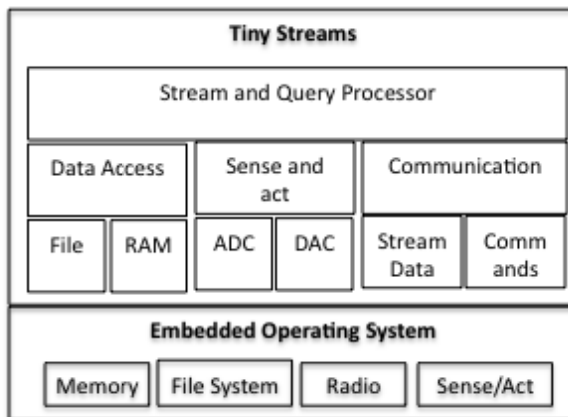 Tiny Streams
Stream and Query Processor
Data Access
Sense and
act
Communication
File
RAM
ADC
DAC
Stream
Data
Comm
ands
Embedded Operating System
Memory
File System
Radio
Sense/Act